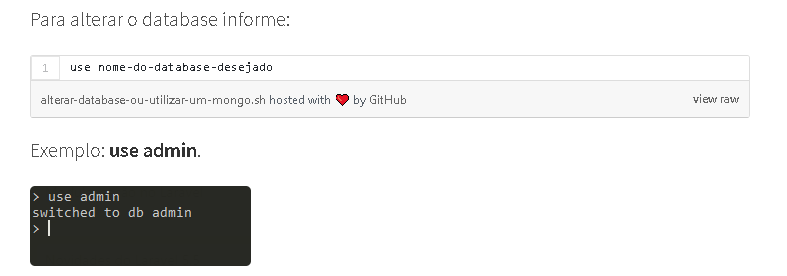 Para alterar o database informe:
1 use nome-do-database-desejado
alterar-database-ou-utilizar-um-mongo.sh hosted with ❤ by GitHub view raw
Exemplo: use admin.
> use admin
switched to db admin
>